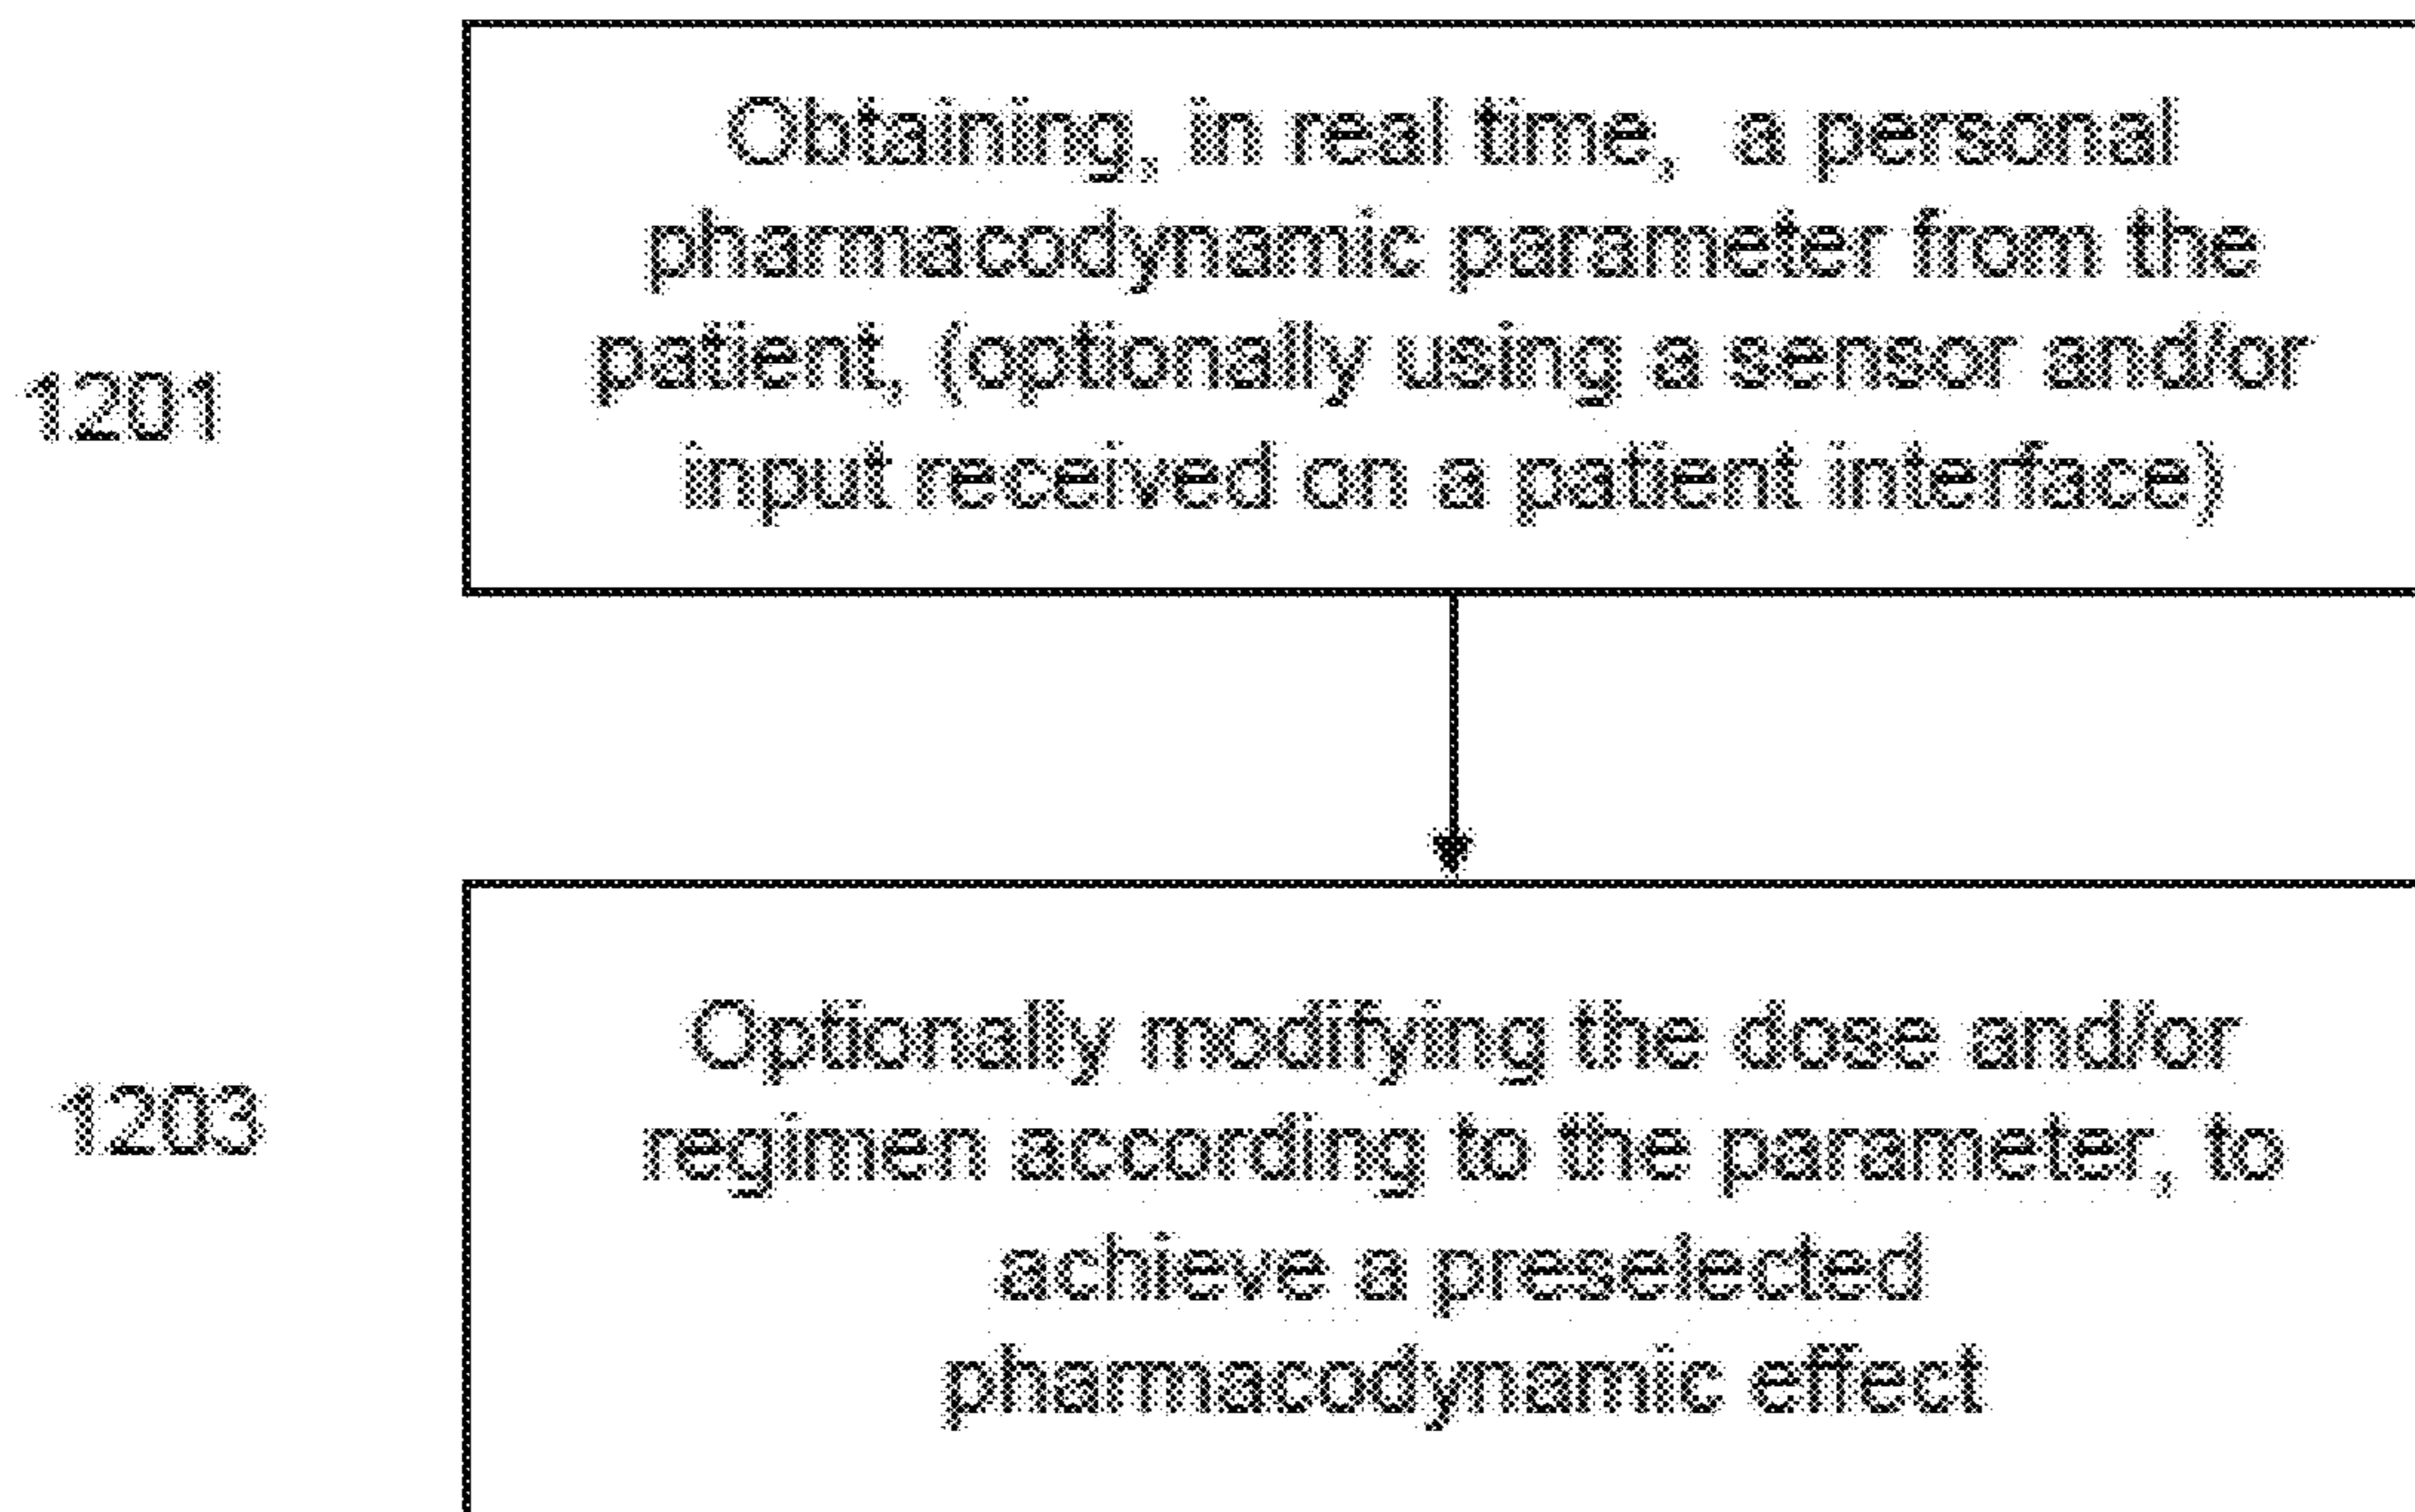 Obtaining, in real time, a personal
pharmacodynamic parameter from the
patient, (optionally using a sensor and/or
input received on a patient interface)
1201
Optionally modifying the dose and/or
regimen according to the parameter, to
achieve a preselected
pharmacodynamic effect
1203